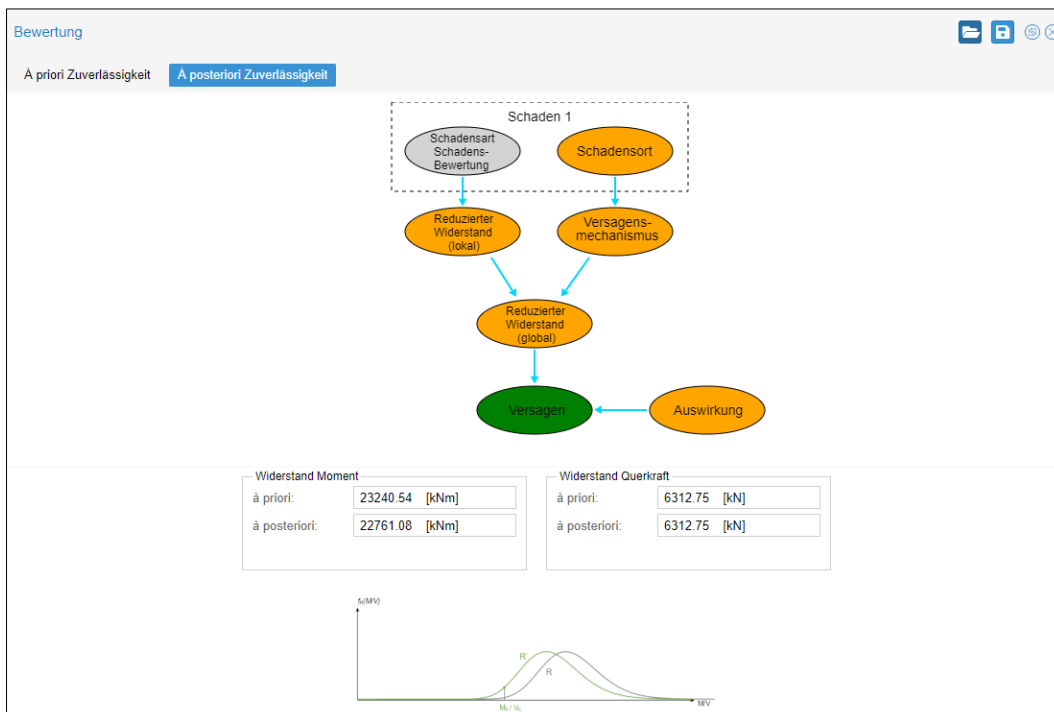 Bewertung
À priori Zuverlässigkeit
À posteriori Zuverlässigkeit
Schaden 1
Schadensart
Schadens-
Bewertung
Schadensort
Reduzierter
Widerstand
(lokal)
Versagens-
mechanismus
Reduzierter
Widerstand
(global)
Versagen
Auswirkung
Widerstand Moment
à priori: 23240.54 [kNm]
à posteriori: 22761.08 [kNm]
Widerstand Querkraft
à priori: 6312.75 [kN]
à posteriori: 6312.75 [kN]
R'
R
M/V